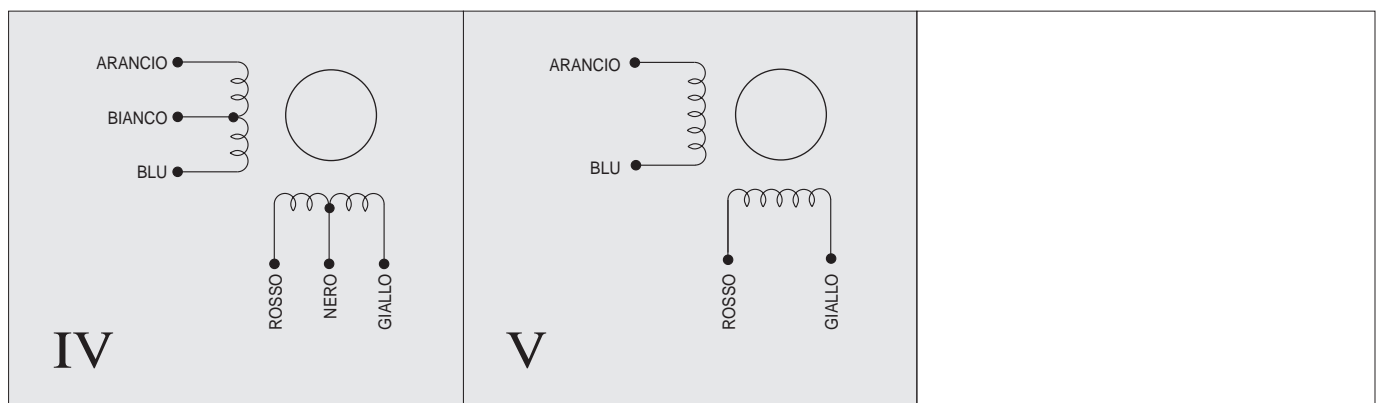 ARANCIO
BIANCO
BLU
ROSSO
NERO
GIALLO
IV
ARANCIO
BLU
ROSSO
GIALLO
V